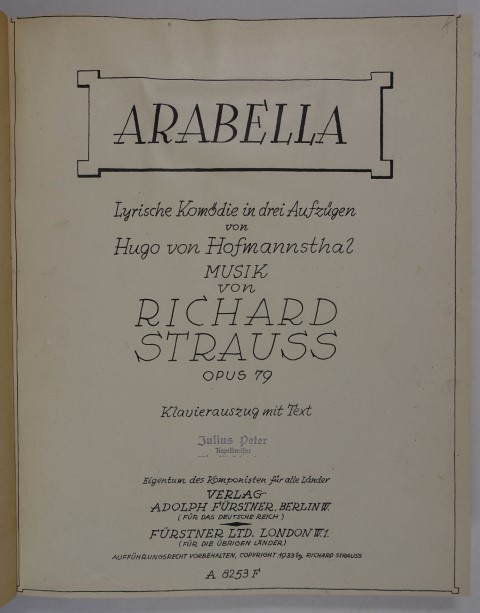 ARABELLA
Lyrische Komödie in drei Aufzügen
von
Hugo von Hofmannsthal
MUSIK
von
RICHARD
STRAUSS
OPUS 79
Klavierauszug mit Text
Julius Peter
Kapellmeister
Eigentum des Komponisten für alle Länder
VERLAG
ADOLPH FÜRSTNER, BERLIN W.
(FÜR DAS DEUTSCHE REICH)
FÜRSTNER LTD. LONDON W.1.
(FÜR DIE ÜBRIGEN LÄNDER)
AUFFÜHRUNGSRECHT VORBEHALTEN, COPYRIGHT 1933 by RICHARD STRAUSS
A 8253 F